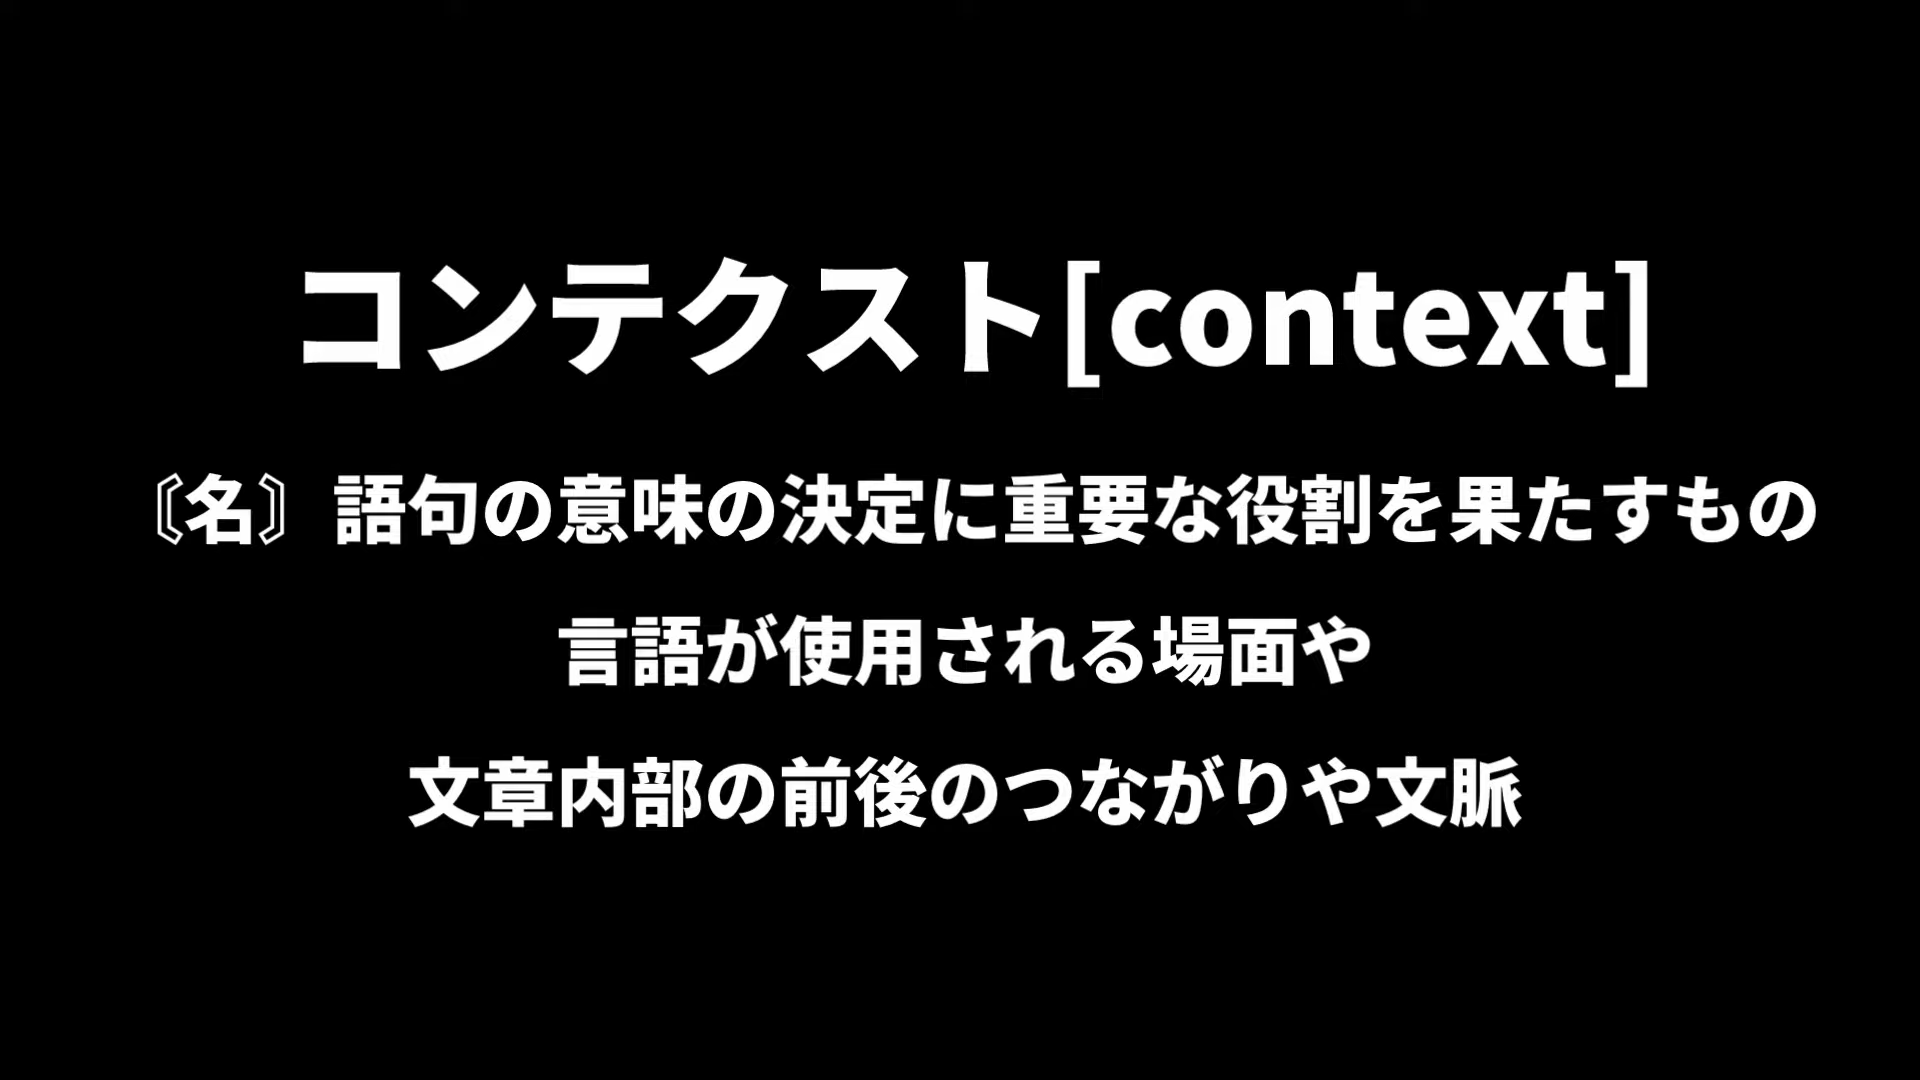 コンテクスト[context]
〘名〙語句の意味の決定に重要な役割を果たすもの
言語が使用される場面や
文章内部の前後のつながりや文脈